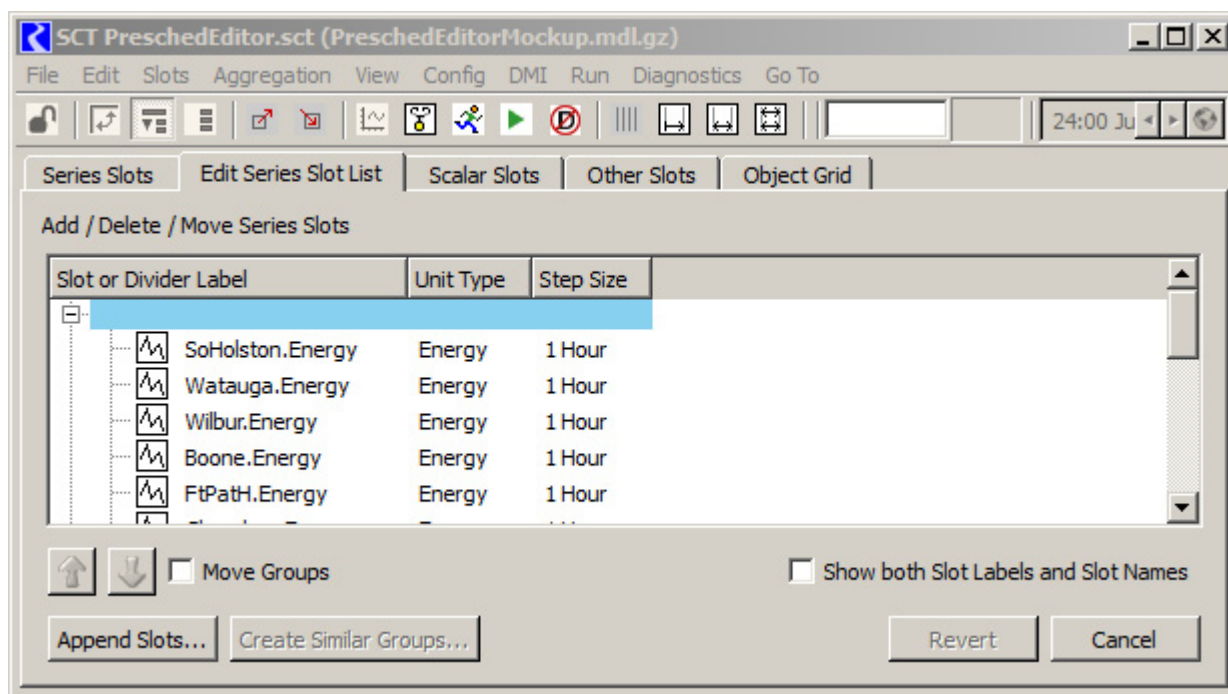 SCT PreschedEditor.sct (PreschedEditorMockup.mdl.gz)
File Edit Slots Aggregation View Config DMI Run Diagnostics Go To
24:00 Ju
Series Slots Edit Series Slot List Scalar Slots Other Slots Object Grid
Add / Delete / Move Series Slots
Slot or Divider Label Unit Type Step Size
SoHolston.Energy Energy 1 Hour
Watauga.Energy Energy 1 Hour
Wilbur.Energy Energy 1 Hour
Boone.Energy Energy 1 Hour
FtPatH.Energy Energy 1 Hour
Move Groups Show both Slot Labels and Slot Names
Append Slots... Create Similar Groups... Revert Cancel